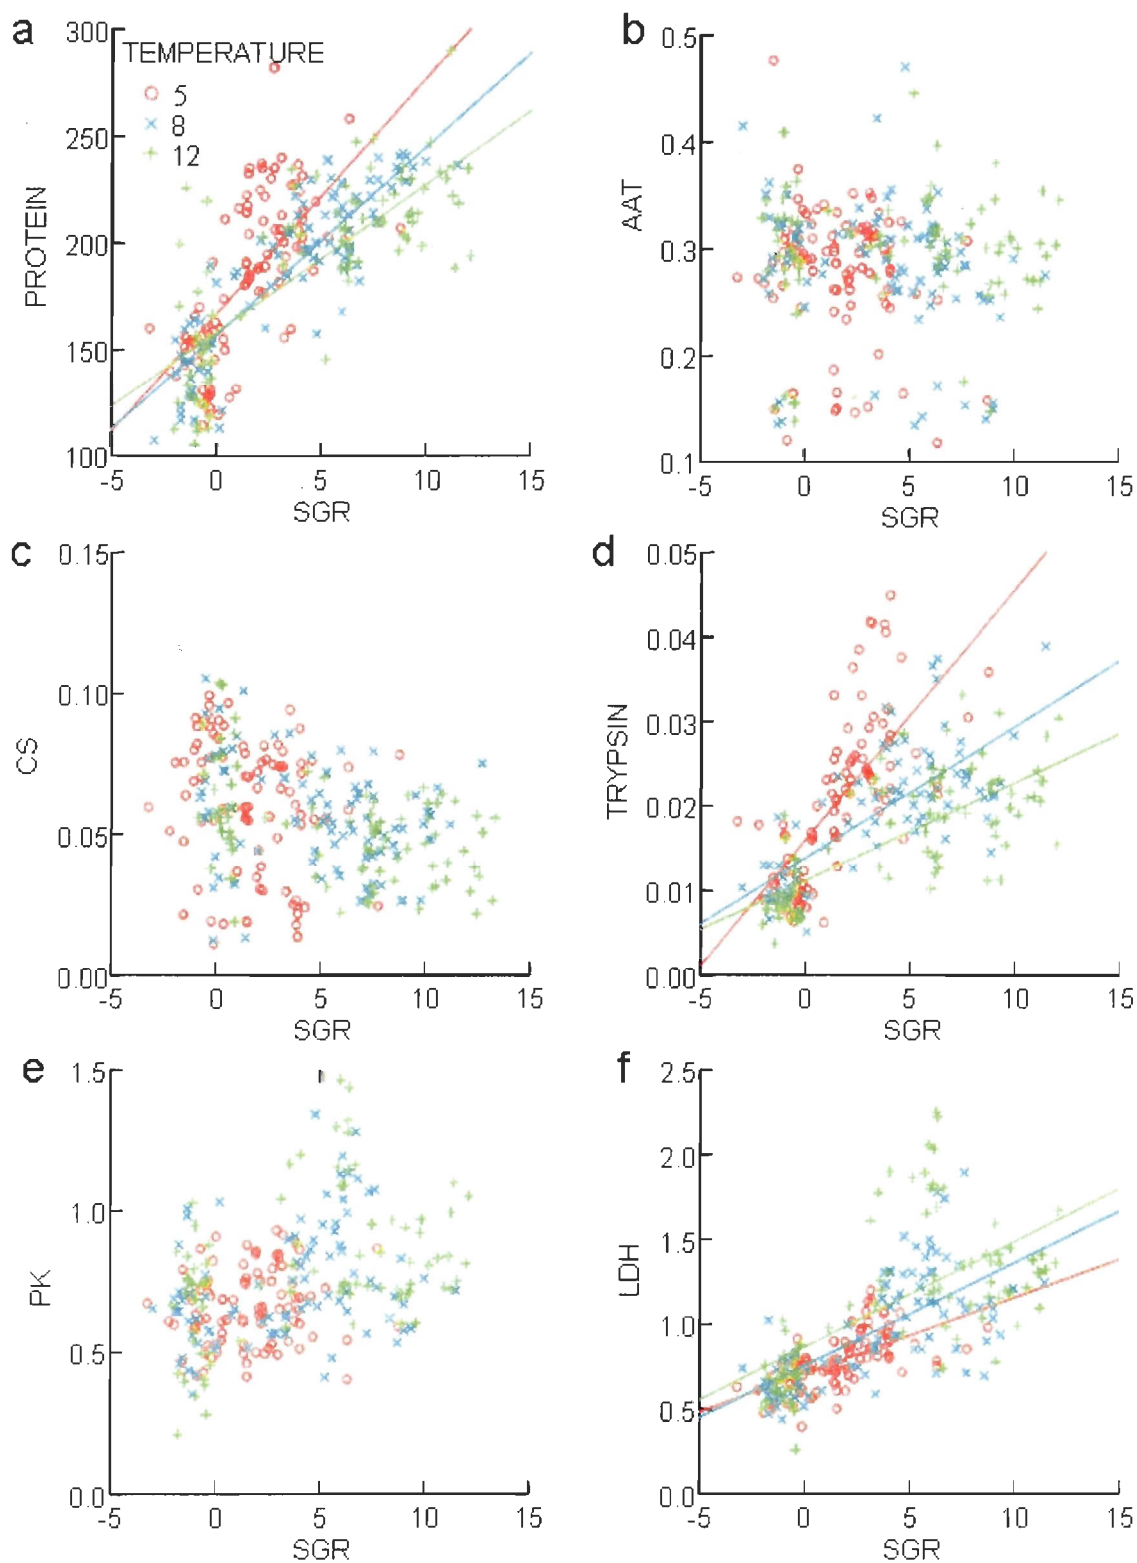 a
300
250
200
150
100
PROTEIN
TEMPERATURE
5
8
12
-5 0 5 10 15
SGR
b
0.5
0.4
0.3
0.2
0.1
AAT
-5 0 5 10 15
SGR
c
0.15
0.10
0.05
0.00
CS
-5 0 5 10 15
SGR
d
0.05
0.04
0.03
0.02
0.01
0.00
TRYPSIN
-5 0 5 10 15
SGR
e
1.5
1.0
0.5
0.0
PK
-5 0 5 10 15
SGR
f
2.5
2.0
1.5
1.0
0.5
0.0
LDH
-5 0 5 10 15
SGR